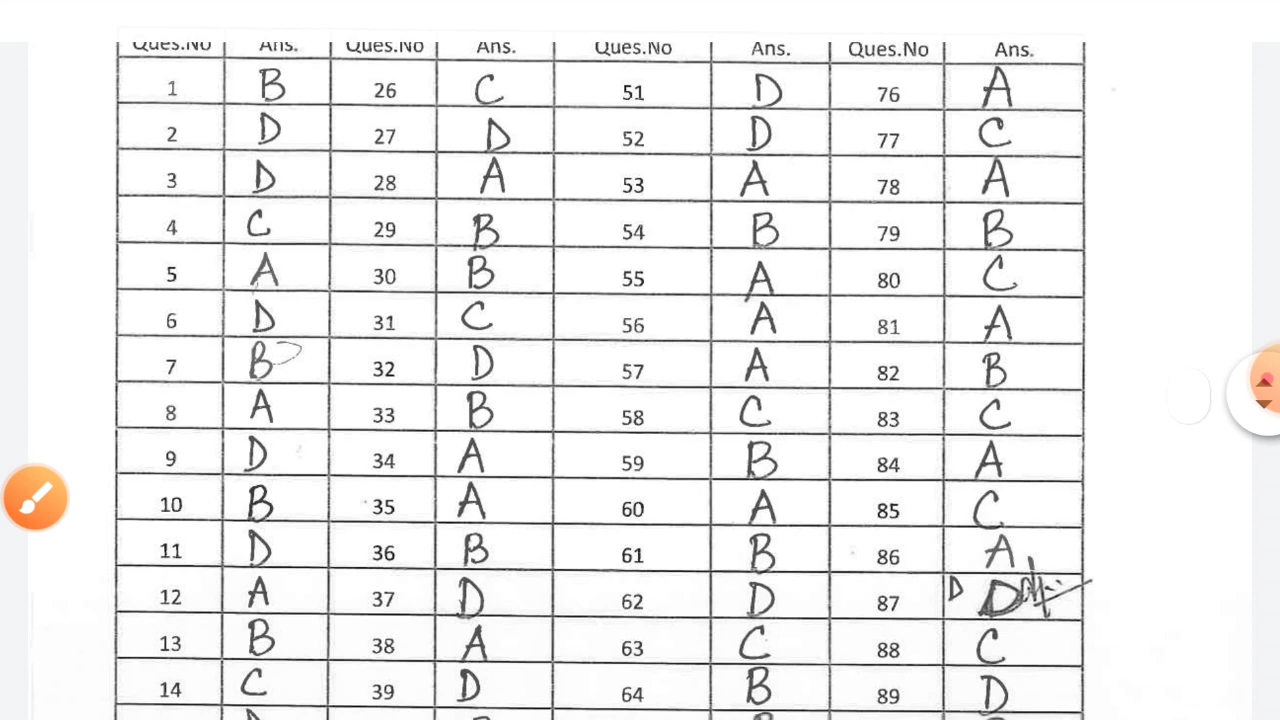 Ques.No Ans. Ques.No Ans. Ques.No Ans. Ques.No Ans.
1 B 26 C 51 D 76 A
2 D 27 D 52 D 77 C
3 D 28 A 53 A 78 A
4 C 29 B 54 B 79 B
5 A 30 B 55 A 80 C
6 D 31 C 56 A 81 A
7 B 32 D 57 A 82 B
8 A 33 B 58 C 83 C
9 D 34 A 59 B 84 A
10 B 35 A 60 A 85 C
11 D 36 B 61 B 86 A
12 A 37 D 62 D 87 D D
13 B 38 A 63 C 88 C
14 C 39 D 64 B 89 D